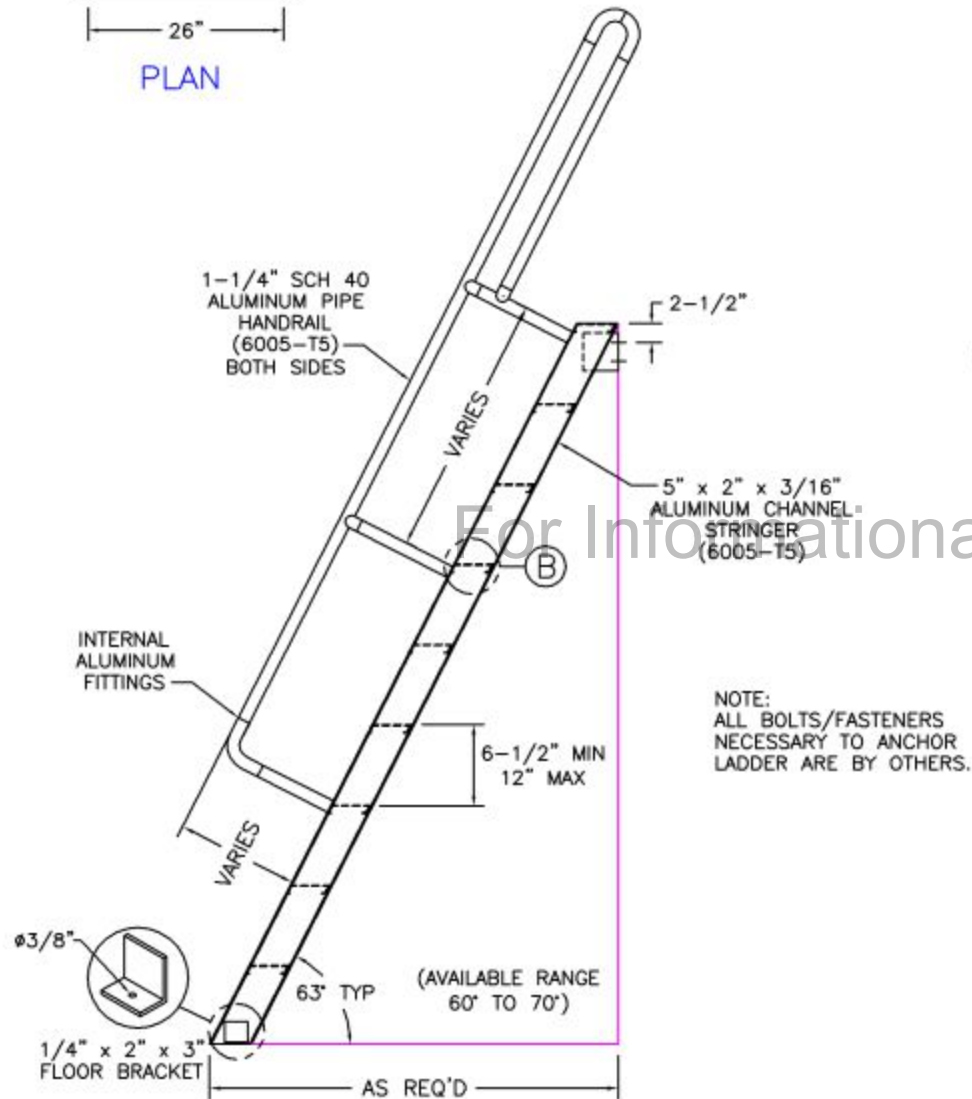 26"
PLAN
1-1/4" SCH 40
ALUMINUM PIPE
HANDRAIL
(6005-T5)
BOTH SIDES
2-1/2"
VARIES
5" x 2" x 3/16"
ALUMINUM CHANNEL
STRINGER
(6005-T5)
For Informationa
B
INTERNAL
ALUMINUM
FITTINGS
6-1/2" MIN
12" MAX
NOTE:
ALL BOLTS/FASTENERS
NECESSARY TO ANCHOR
LADDER ARE BY OTHERS.
VARIES
ø3/8"
63° TYP
(AVAILABLE RANGE
60° TO 70°)
1/4" x 2" x 3"
FLOOR BRACKET
AS REQ'D